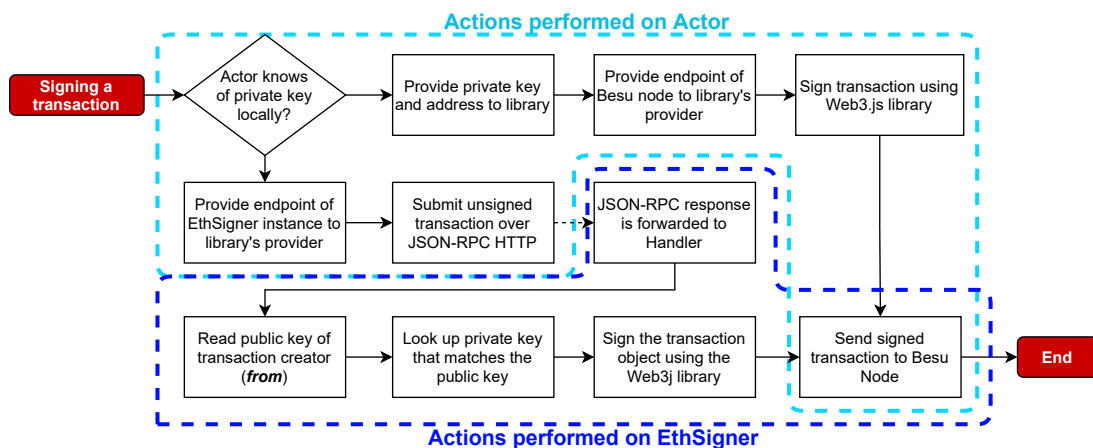 Actions performed on Actor
Signing a
transaction
Actor knows
of private key
locally?
Provide private key
and address to library
Provide endpoint of
Besu node to library's
provider
Sign transaction using
Web3.js library
Provide endpoint of
EthSigner instance to
library's provider
Submit unsigned
transaction over
JSON-RPC HTTP
JSON-RPC response
is forwarded to
Handler
Read public key of
transaction creator
(from)
Look up private key
that matches the
public key
Sign the transaction
object using the
Web3j library
Send signed
transaction to Besu
Node
End
Actions performed on EthSigner